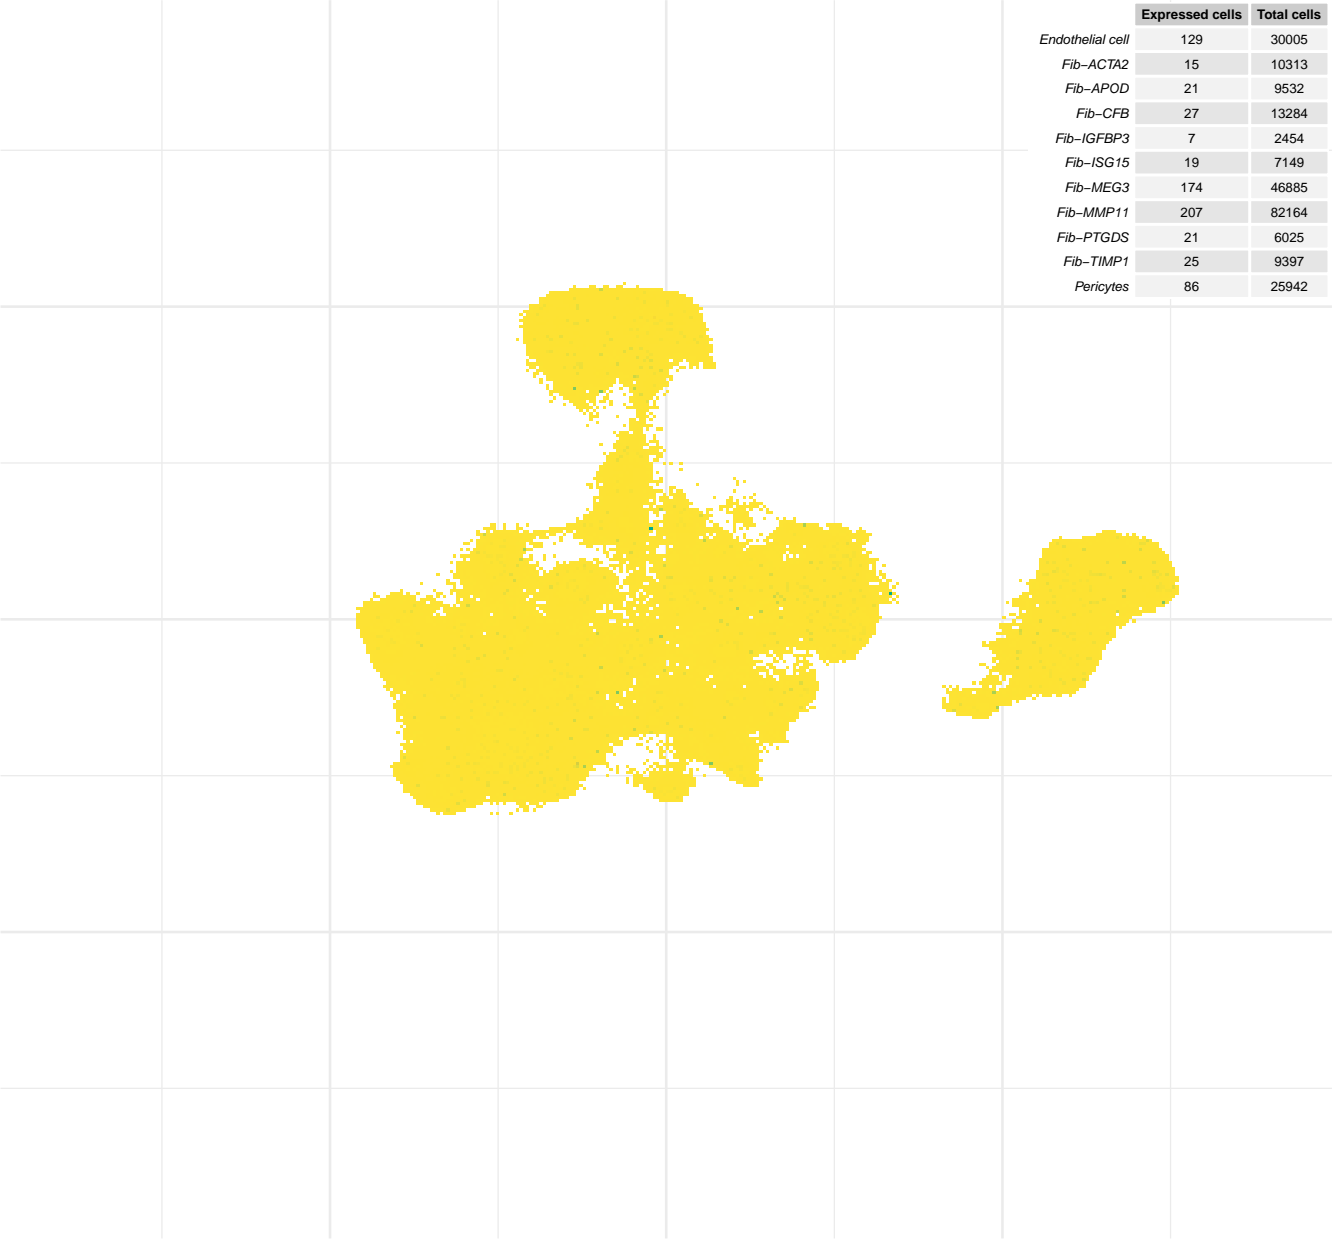 Expressed cells Total cells
Endothelial cell 129 30005
Fib−ACTA2 15 10313
Fib−APOD 21 9532
Fib−CFB 27 13284
Fib−IGFBP3 7 2454
Fib−ISG15 19 7149
Fib−MEG3 174 46885
Fib−MMP11 207 82164
Fib−PTGDS 21 6025
Fib−TIMP1 25 9397
Pericytes 86 25942